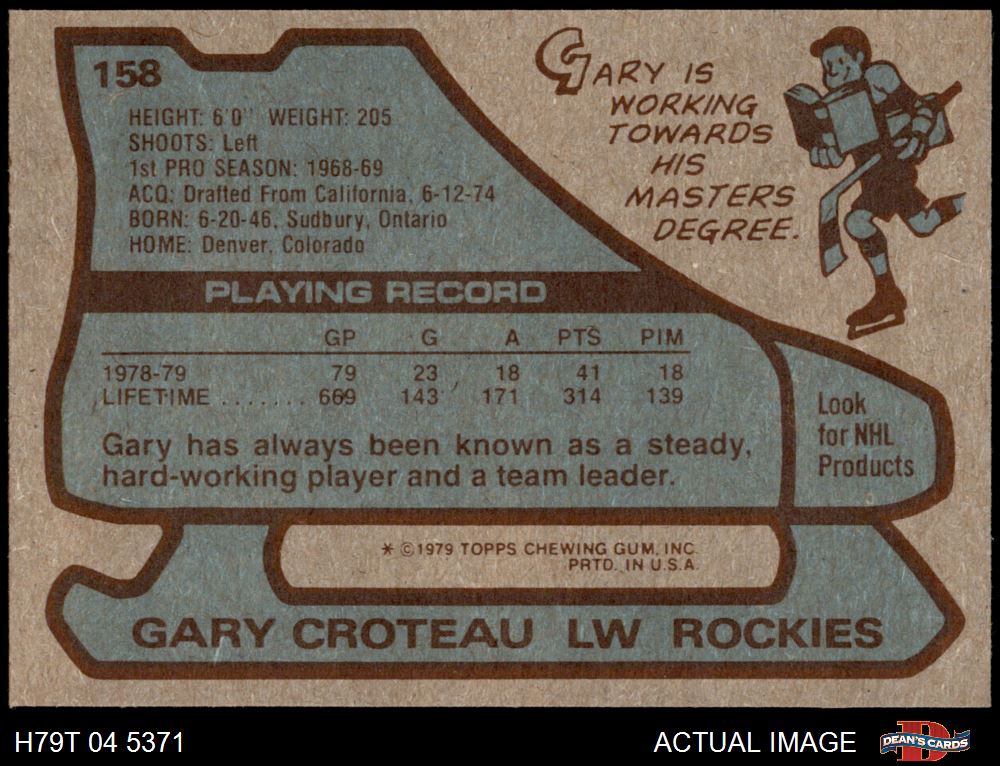 158
HEIGHT: 6'0" WEIGHT: 205
SHOOTS: Left
1st PRO SEASON: 1968-69
ACQ: Drafted From California, 6-12-74
BORN: 6-20-46, Sudbury, Ontario
HOME: Denver, Colorado
GARY IS
WORKING
TOWARDS
HIS
MASTERS
DEGREE.
PLAYING RECORD
GP G A PTS PIM
1978-79 79 23 18 41 18
LIFETIME ....... 669 143 171 314 139
Gary has always been known as a steady,
hard-working player and a team leader.
Look
for NHL
Products
* ©1979 TOPPS CHEWING GUM, INC.
PRTD. IN U.S.A.
GARY CROTEAU LW ROCKIES
H79T 04 5371
ACTUAL IMAGE
D
DEAN'S CARDS